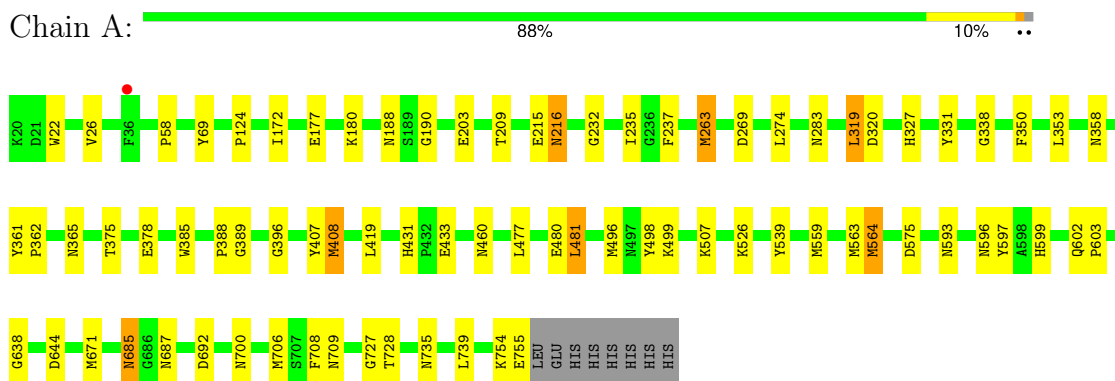 Chain A:
88% 10% ••
K20 D21 W22 V26 F36 P58 Y69 P124 I172 E177 K180 N188 S189 G190 E203 T209 E215 N216 G232 I235 G236 F237 M263 D269 L274 N283 L319 D320 H327 Y331 G338 F350 L353 N358
Y361 P362 N365 T375 E378 W385 P388 G389 G396 Y407 M408 L419 H431 P432 E433 N460 L477 E480 L481 M496 N497 Y498 K499 K507 K526 Y539 M559 M563 M564 D575 N593 N596 Y597 A598 H599 Q602 P603
G638 D644 M671 N685 G686 N687 D692 N700 M706 S707 F708 N709 G727 T728 N735 L739 K754 E755 LEU GLU HIS HIS HIS HIS HIS HIS